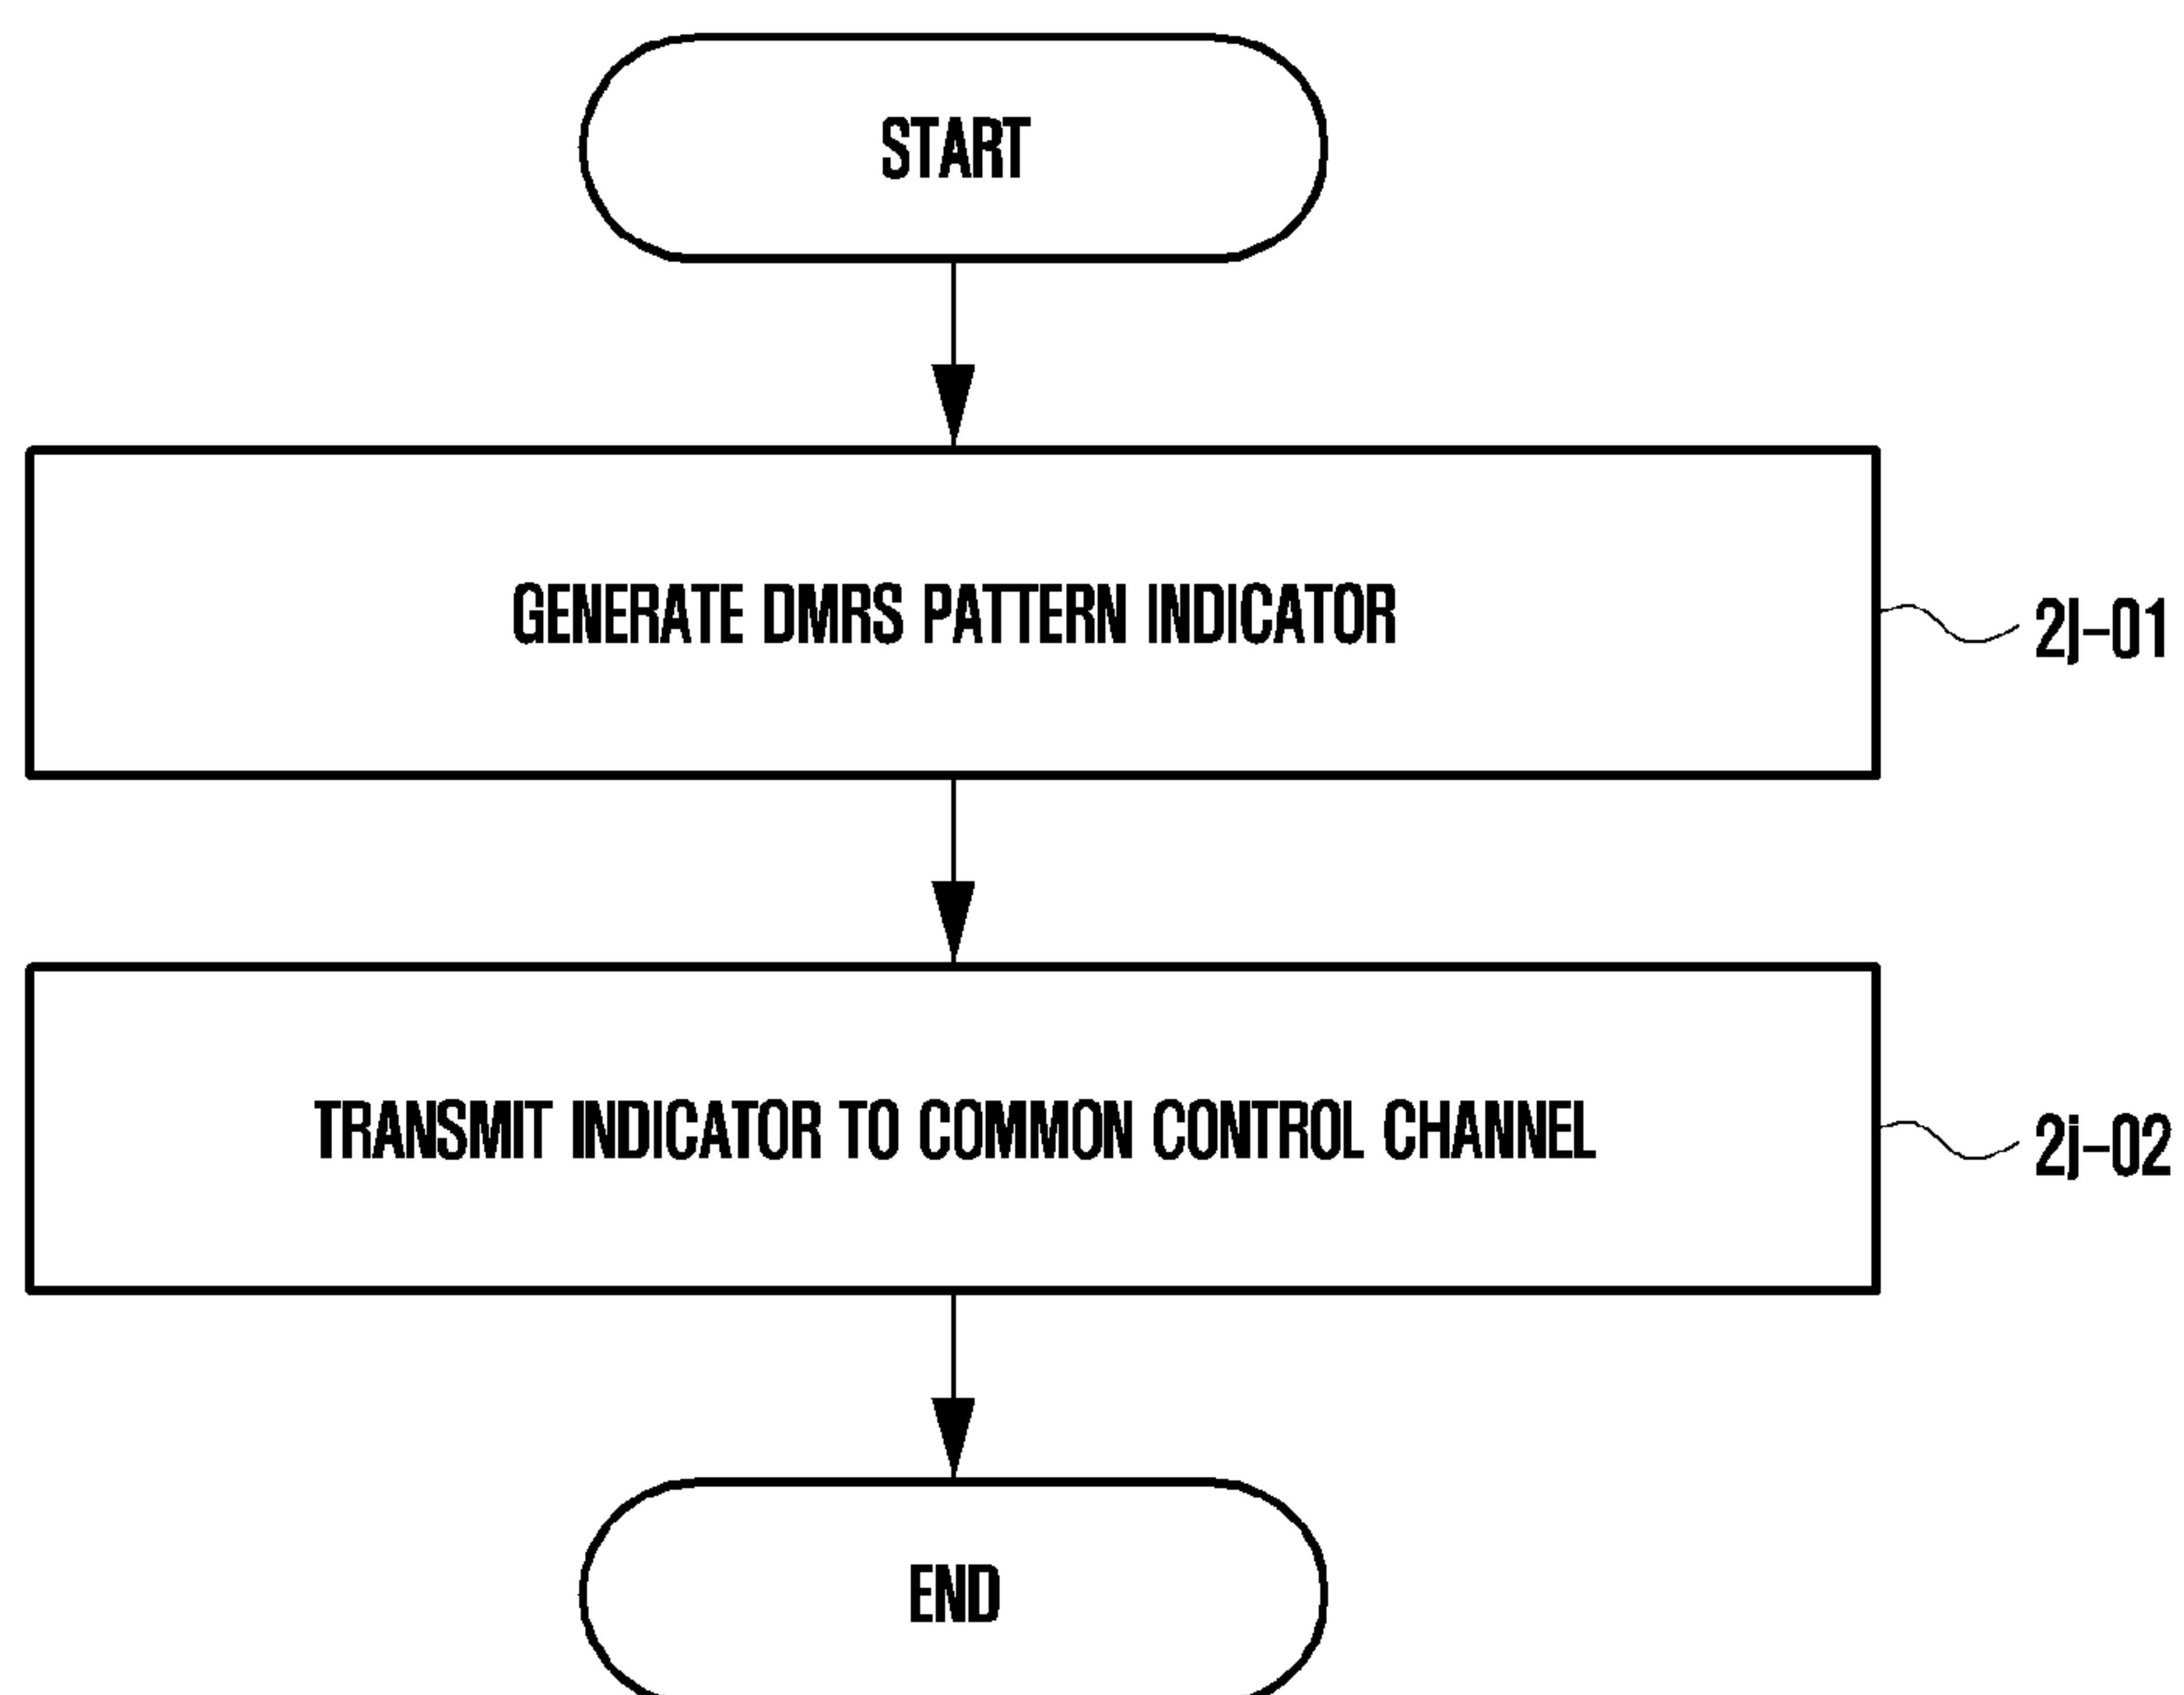 START
GENERATE DMRS PATTERN INDICATOR
2j-01
TRANSMIT INDICATOR TO COMMON CONTROL CHANNEL
2j-02
END